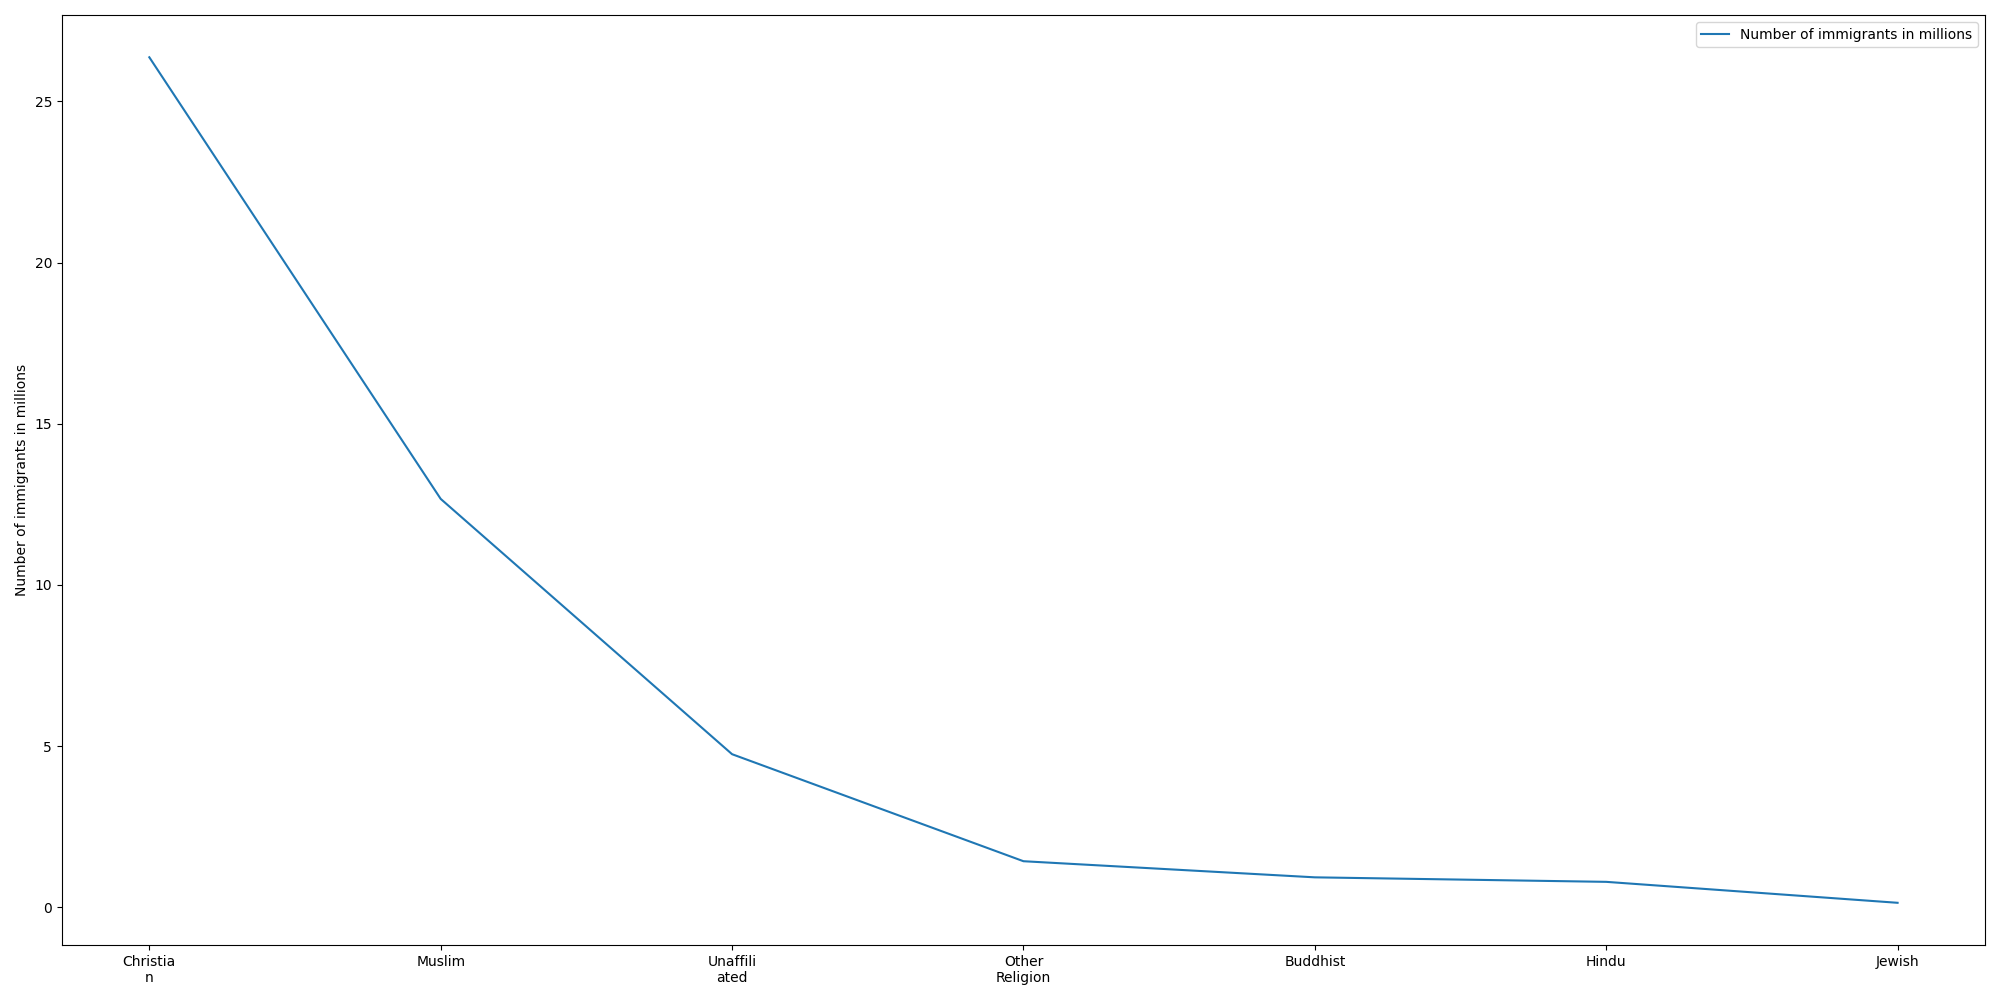 Number of immigrants in millions
25
20
15
10
5
0
Number of immigrants in millions
Christia
n
Muslim
Unaffili
ated
Other
Religion
Buddhist
Hindu
Jewish